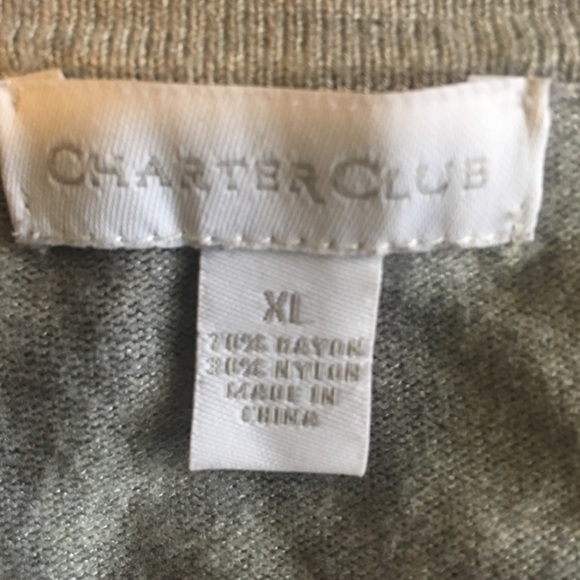 CHARTER CLUB
XL
70% RAYON
30% NYLON
MADE IN
CHINA